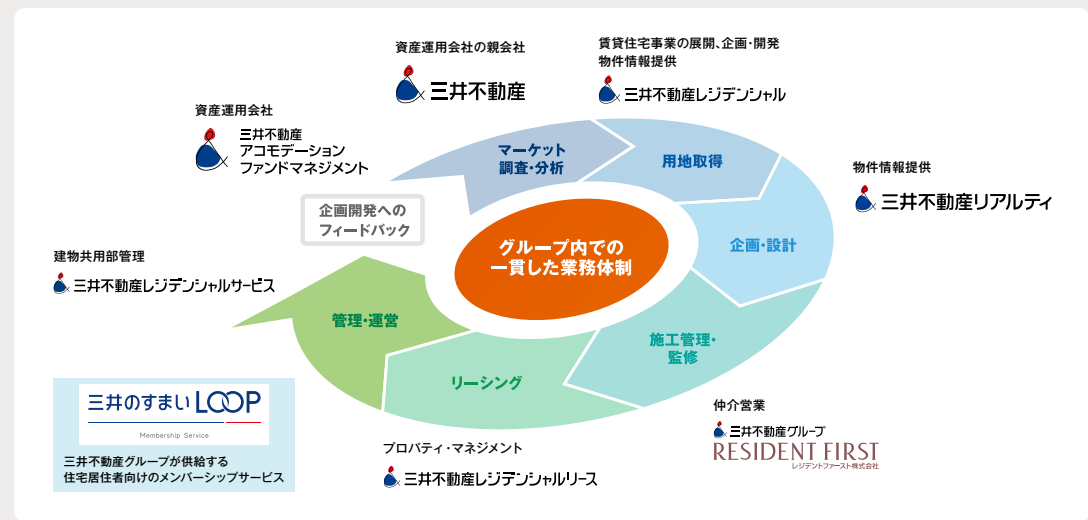 資産運用会社の親会社
三井不動産
賃貸住宅事業の展開、企画・開発
物件情報提供
三井不動産レジデンシャル
資産運用会社
三井不動産
アコモデーション
ファンドマネジメント
マーケット
調査・分析
用地取得
物件情報提供
三井不動産リアルティ
企画開発への
フィードバック
グループ内での
一貫した業務体制
企画・設計
建物共用部管理
三井不動産レジデンシャルサービス
管理・運営
施工管理・
監修
リーシング
三井のすまい LOOP
Membership Service
三井不動産グループが供給する
住宅居住者向けのメンバーシップサービス
プロパティ・マネジメント
三井不動産レジデンシャルリース
仲介営業
三井不動産グループ
RESIDENT FIRST
レジデントファースト株式会社